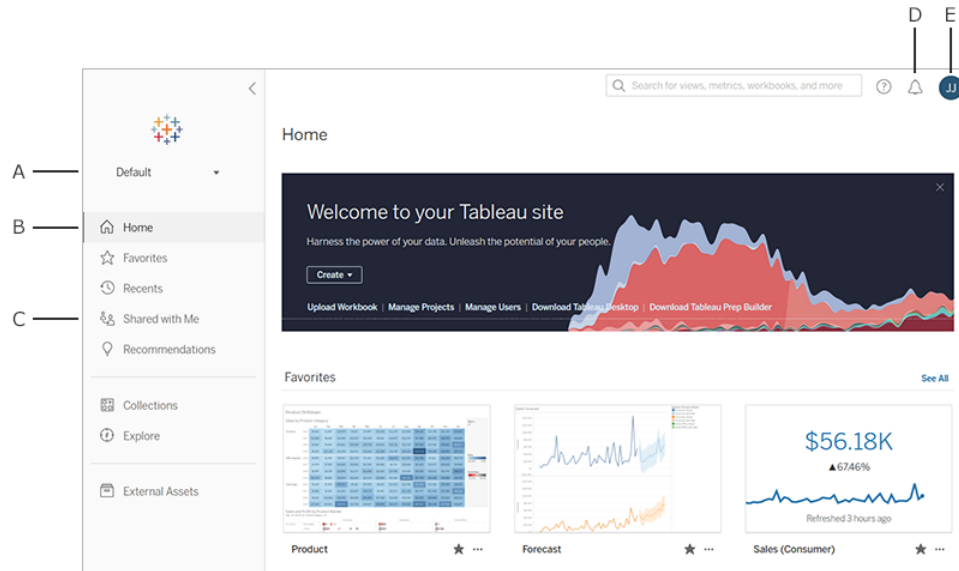 D E
Search for views, metrics, workbooks, and more
?
JJ
Home
A
Default
Welcome to your Tableau site
Harness the power of your data. Unleash the potential of your people.
Create
Upload Workbook | Manage Projects | Manage Users | Download Tableau Desktop | Download Tableau Prep Builder
B
Home
Favorites
Recents
C
Shared with Me
Recommendations
Collections
Explore
External Assets
Favorites See All
$56.18K
▲67.46%
Refreshed 3 hours ago
Product
Forecast
Sales (Consumer)